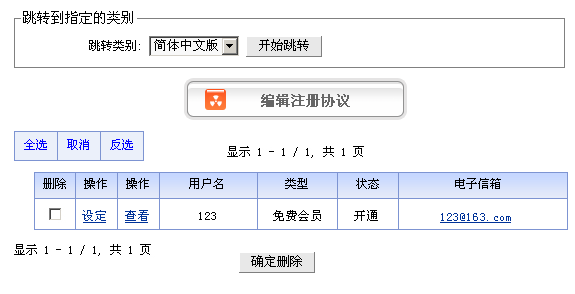 跳转到指定的类别
跳转类别: 简体中文版 开始跳转
编辑注册协议
全选 取消 反选
显示 1 - 1 / 1, 共 1 页
删除 操作 操作 用户名 类型 状态 电子信箱
设定 查看 123 免费会员 开通 123@163.com
显示 1 - 1 / 1, 共 1 页
确定删除